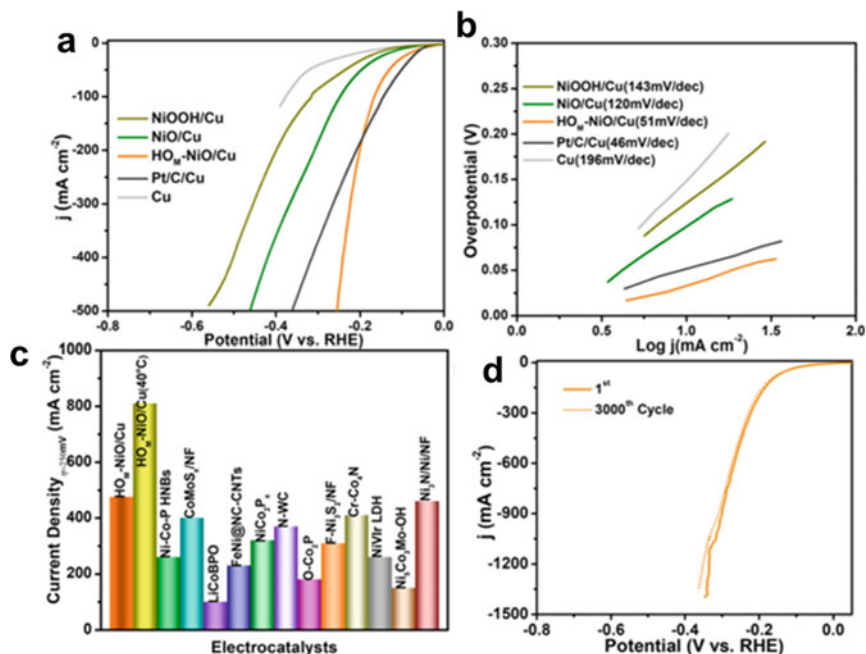 a
j (mA cm-2)
0
-100
-200
-300
-400
-500
NiOOH/Cu
NiO/Cu
HOM-NiO/Cu
Pt/C/Cu
Cu
-0.8 -0.6 -0.4 -0.2 0.0
Potential (V vs. RHE)
b
Overpotential (V)
0.30
0.25
0.20
0.15
0.10
0.05
0.00
NiOOH/Cu(143mV/dec)
NiO/Cu(120mV/dec)
HOM-NiO/Cu(51mV/dec)
Pt/C/Cu(46mV/dec)
Cu(196mV/dec)
0.0 0.5 1.0 1.5 2.0
Log j(mA cm-2)
c
Current Density (mA cm-2)
1000
800
600
400
200
0
HOM-NiO/Cu
HOM-NiO/Cu(40°C)
Ni-Co-P HNBs
CoMoSx/NF
LiCoBPO
FeNi@NC-CNTs
NiCo2Px
N-WC
O-Co2P
F-Ni3S2/NF
Cr-Co4N
NiVIr LDH
Ni3N/Ni/NF
Electrocatalysts
d
j (mA cm-2)
0
-300
-600
-900
-1200
-1500
1st
3000th Cycle
-0.8 -0.6 -0.4 -0.2 0.0
Potential (V vs. RHE)